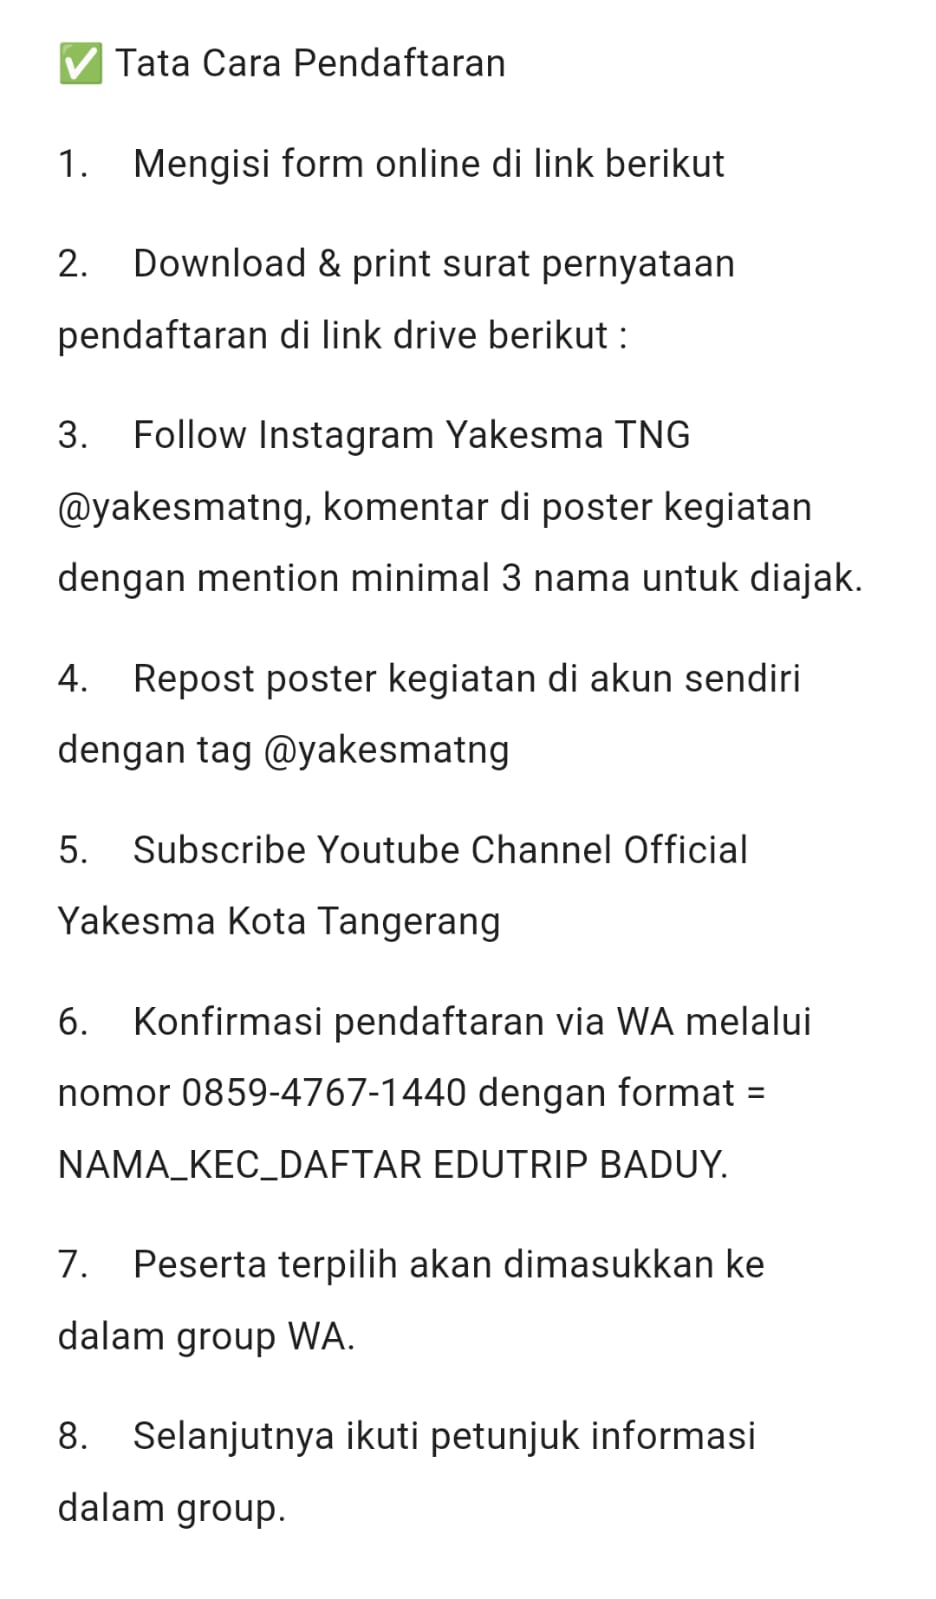 ✅ Tata Cara Pendaftaran
1. Mengisi form online di link berikut
2. Download & print surat pernyataan
pendaftaran di link drive berikut :
3. Follow Instagram Yakesma TNG
@yakesmatng, komentar di poster kegiatan
dengan mention minimal 3 nama untuk diajak.
4. Repost poster kegiatan di akun sendiri
dengan tag @yakesmatng
5. Subscribe Youtube Channel Official
Yakesma Kota Tangerang
6. Konfirmasi pendaftaran via WA melalui
nomor 0859-4767-1440 dengan format =
NAMA_KEC_DAFTAR EDUTRIP BADUY.
7. Peserta terpilih akan dimasukkan ke
dalam group WA.
8. Selanjutnya ikuti petunjuk informasi
dalam group.